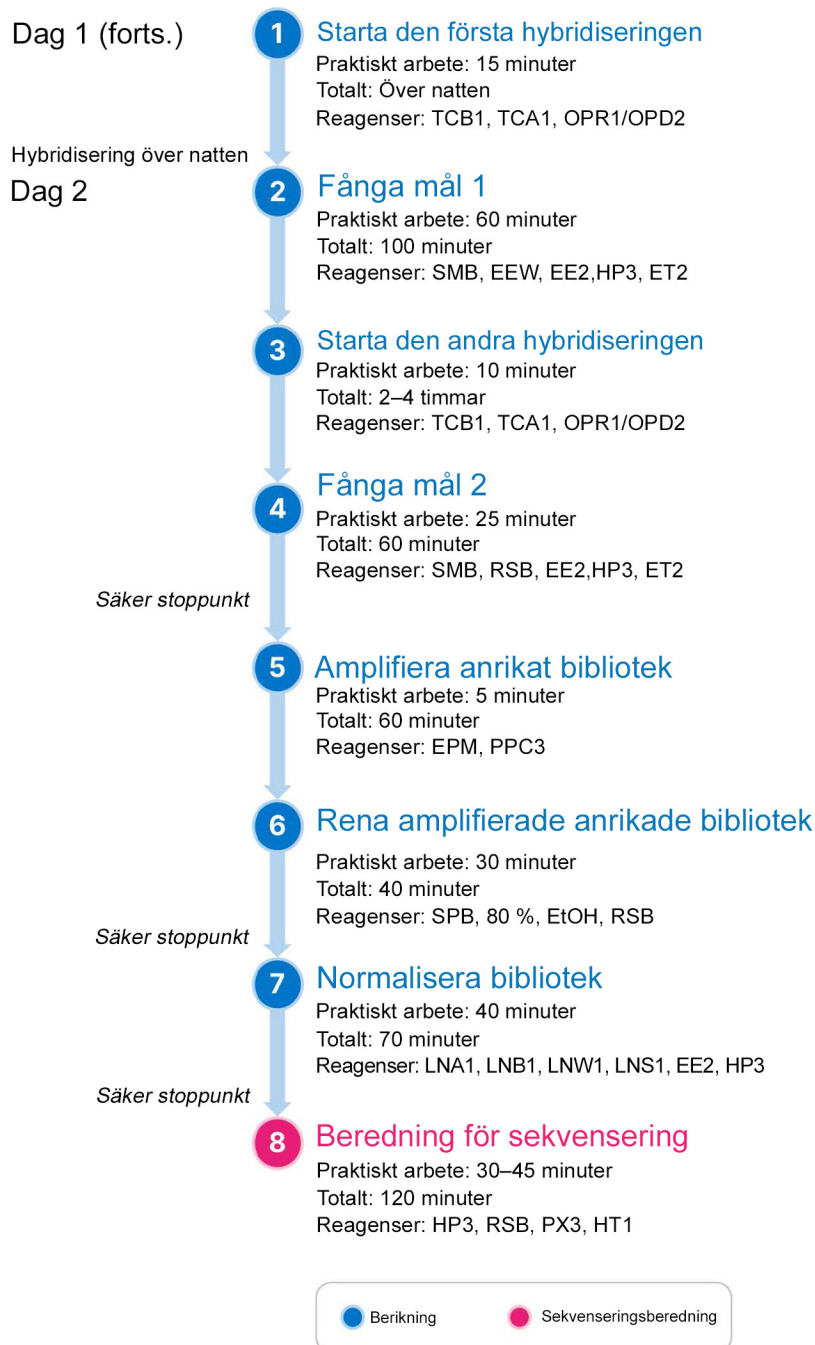 Dag 1 (forts.)
1
Starta den första hybridiseringen
Praktiskt arbete: 15 minuter
Totalt: Över natten
Reagenser: TCB1, TCA1, OPR1/OPD2
Hybridisering över natten
Dag 2
2
Fånga mål 1
Praktiskt arbete: 60 minuter
Totalt: 100 minuter
Reagenser: SMB, EEW, EE2,HP3, ET2
3
Starta den andra hybridiseringen
Praktiskt arbete: 10 minuter
Totalt: 2–4 timmar
Reagenser: TCB1, TCA1, OPR1/OPD2
4
Fånga mål 2
Praktiskt arbete: 25 minuter
Totalt: 60 minuter
Reagenser: SMB, RSB, EE2,HP3, ET2
Säker stoppunkt
5
Amplifiera anrikat bibliotek
Praktiskt arbete: 5 minuter
Totalt: 60 minuter
Reagenser: EPM, PPC3
6
Rena amplifierade anrikade bibliotek
Praktiskt arbete: 30 minuter
Totalt: 40 minuter
Reagenser: SPB, 80 %, EtOH, RSB
Säker stoppunkt
7
Normalisera bibliotek
Praktiskt arbete: 40 minuter
Totalt: 70 minuter
Reagenser: LNA1, LNB1, LNW1, LNS1, EE2, HP3
Säker stoppunkt
8
Beredning för sekvensering
Praktiskt arbete: 30–45 minuter
Totalt: 120 minuter
Reagenser: HP3, RSB, PX3, HT1
Berikning
Sekvenseringsberedning